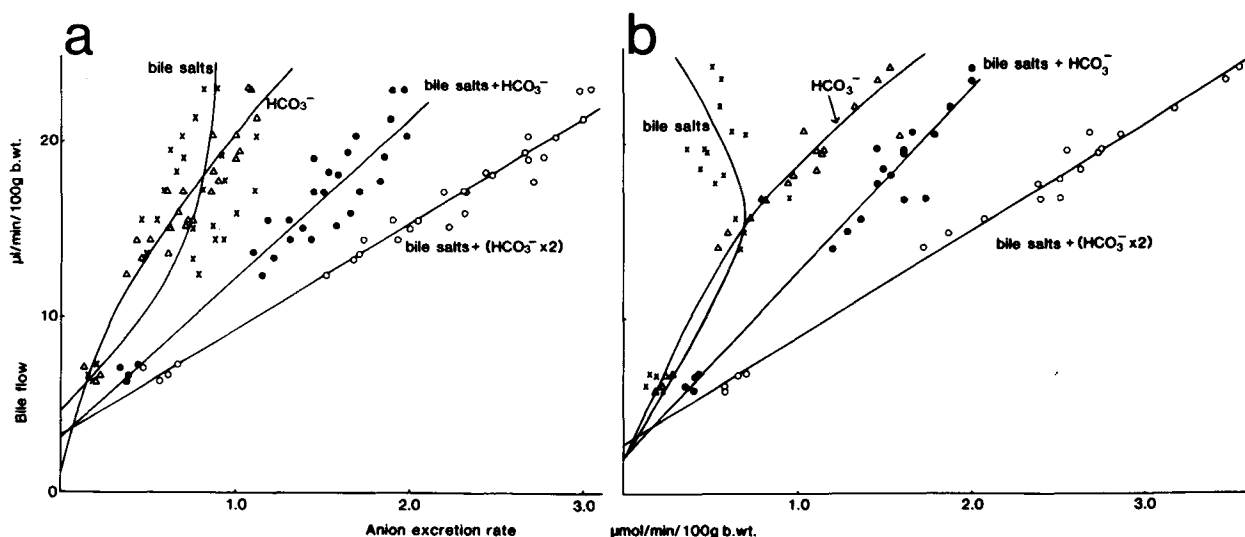 a
bile salts
HCO₃⁻
bile salts + HCO₃⁻
bile salts + (HCO₃⁻ x2)
20
10
0
1.0
2.0
3.0
µl/min/100g b.wt.
Bile flow
Anion excretion rate
b
bile salts
HCO₃⁻
bile salts + HCO₃⁻
bile salts + (HCO₃⁻ x2)
1.0
2.0
3.0
µmol/min/100g b.wt.